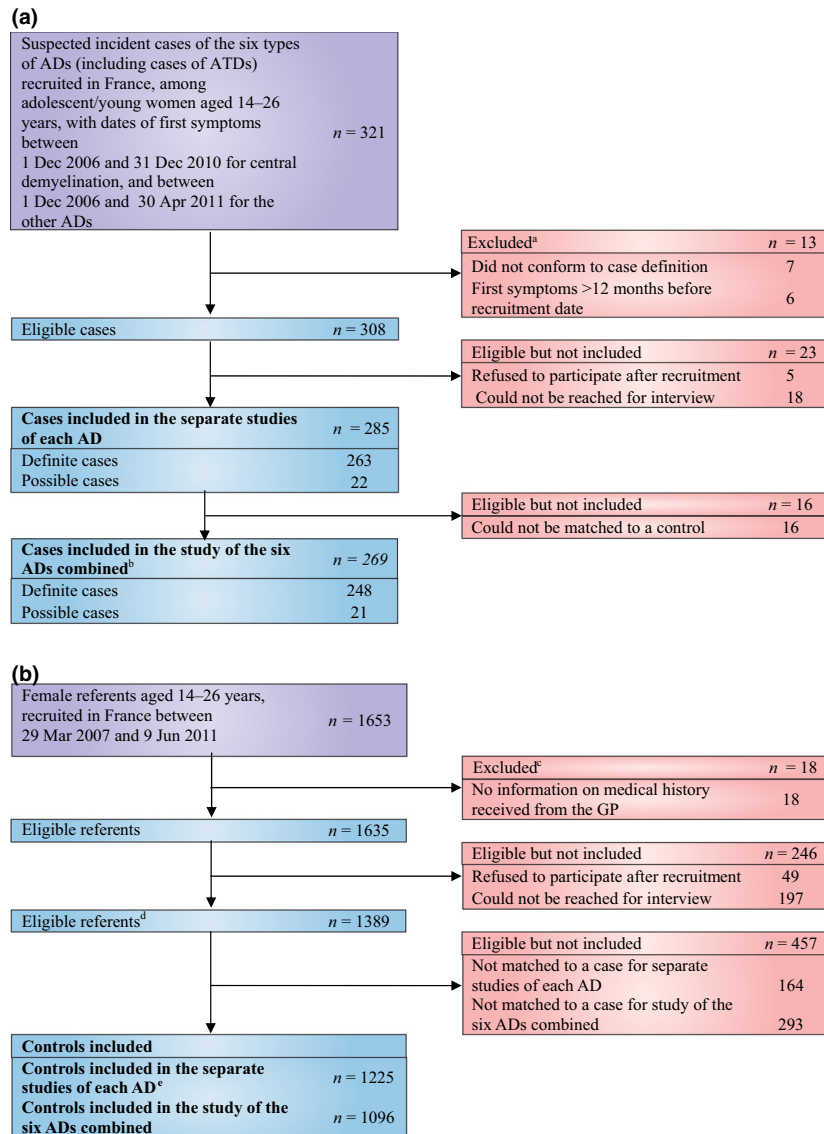 (a)
Suspected incident cases of the six types
of ADs (including cases of ATDs)
recruited in France, among
adolescent/young women aged 14–26
years, with dates of first symptoms
between
1 Dec 2006 and 31 Dec 2010 for central
demyelination, and between
1 Dec 2006 and 30 Apr 2011 for the
other ADs
n = 321
Excludedᵃ n = 13
Did not conform to case definition 7
First symptoms >12 months before
recruitment date
6
Eligible cases n = 308
Eligible but not included n = 23
Refused to participate after recruitment 5
Could not be reached for interview 18
Cases included in the separate studies
of each AD
n = 285
Definite cases 263
Possible cases 22
Eligible but not included n = 16
Could not be matched to a control 16
Cases included in the study of the six
ADs combinedᵇ
n = 269
Definite cases 248
Possible cases 21
(b)
Female referents aged 14–26 years,
recruited in France between
29 Mar 2007 and 9 Jun 2011
n = 1653
Excludedᶜ n = 18
No information on medical history
received from the GP
18
Eligible referents n = 1635
Eligible but not included n = 246
Refused to participate after recruitment 49
Could not be reached for interview 197
Eligible referentsᵈ n = 1389
Eligible but not included n = 457
Not matched to a case for separate
studies of each AD
164
Not matched to a case for study of the
six ADs combined
293
Controls included
Controls included in the separate
studies of each ADᵉ
n = 1225
Controls included in the study of the
six ADs combined
n = 1096